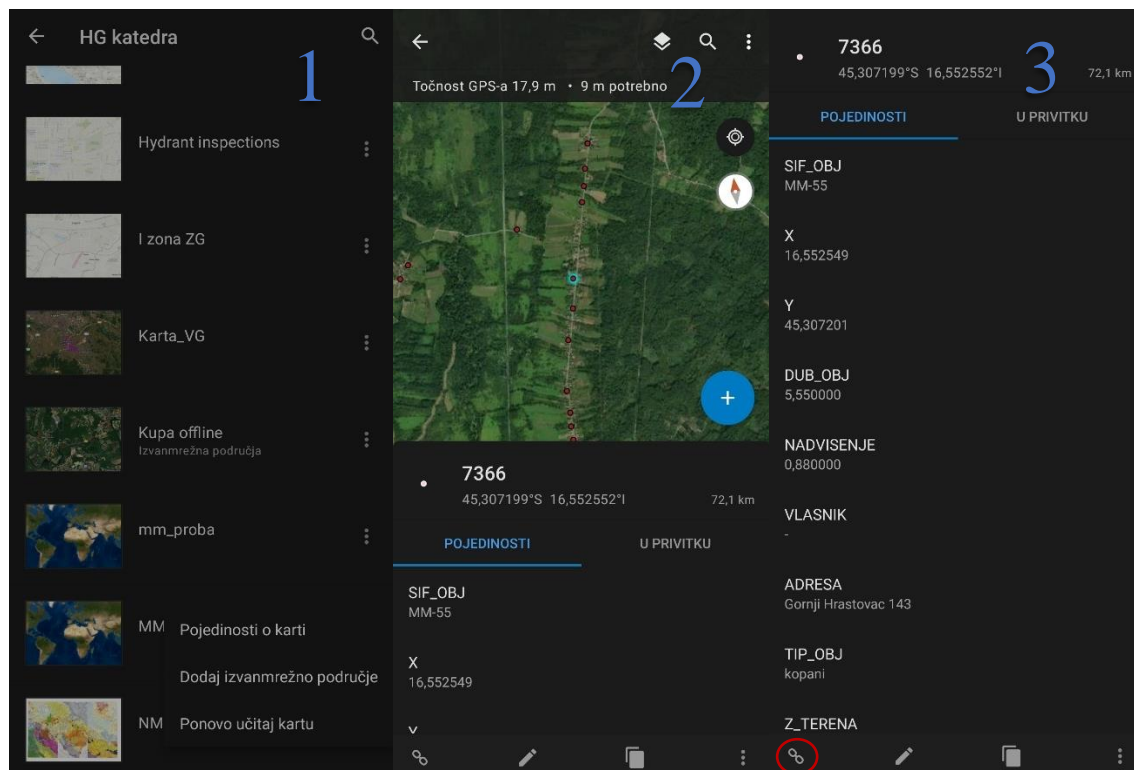 HG katedra
1
Hydrant inspections
I zona ZG
Karta_VG
Kupa offline
Izvanmrežna područja
mm_proba
MM
Pojedinosti o karti
Dodaj izvanmrežno područje
NM
Ponovo učitaj kartu
2
Točnost GPS-a 17,9 m • 9 m potrebno
7366
45,307199°S 16,552552°I
72,1 km
POJEDINOSTI
U PRIVITKU
SIF_OBJ
MM-55
X
16,552549
7366
3
45,307199°S 16,552552°I
72,1 km
POJEDINOSTI
U PRIVITKU
SIF_OBJ
MM-55
X
16,552549
Y
45,307201
DUB_OBJ
5,550000
NADVISENJE
0,880000
VLASNIK
-
ADRESA
Gornji Hrastovac 143
TIP_OBJ
kopani
Z_TERENA